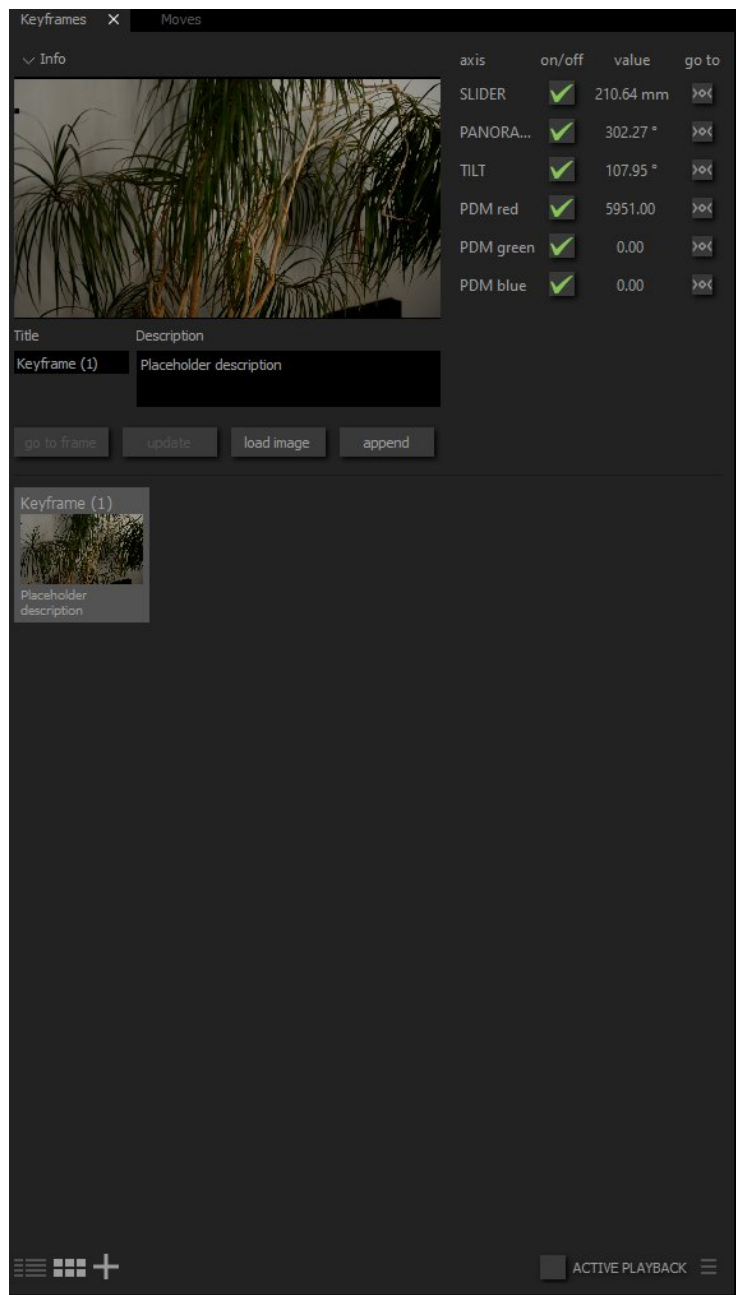 Keyframes X Moves
Info
axis on/off value go to
SLIDER 210.64 mm
PANORA... 302.27 °
TILT 107.95 °
PDM red 5951.00
PDM green 0.00
PDM blue 0.00
Title Description
Keyframe (1) Placeholder description
go to frame update load image append
Keyframe (1)
Placeholder
description
ACTIVE PLAYBACK